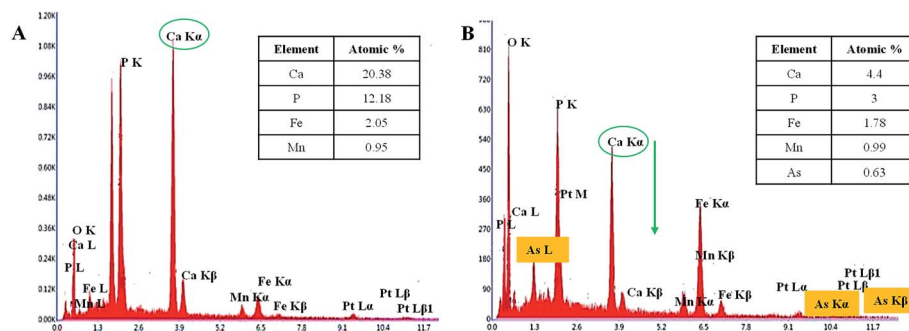 A
1.20K
1.08K
0.96K
0.84K
0.72K
0.60K
0.48K
0.36K
0.24K
0.12K
0.00K
Ca Kα
P K
O K
Ca L
P L
Fe L
Mn L
Ca Kβ
Mn Kα
Fe Kα
Fe Kβ
Pt Lα
Pt Lβ
Pt Lβ1
0.0 1.3 2.6 3.9 5.2 6.5 7.8 9.1 10.4 11.7
Element Atomic %
Ca 20.38
P 12.18
Fe 2.05
Mn 0.95
B
810
720
630
540
450
360
270
180
90
0
O K
P K
Ca Kα
Pt M
Ca L
P L
As L
Ca Kβ
Fe Kα
Mn Kβ
Mn Kα
Fe Kβ
Pt Lα
Pt Lβ1
Pt Lβ
As Kα
As Kβ
0.0 1.3 2.6 3.9 5.2 6.5 7.8 9.1 10.4 11.7
Element Atomic %
Ca 4.4
P 3
Fe 1.78
Mn 0.99
As 0.63